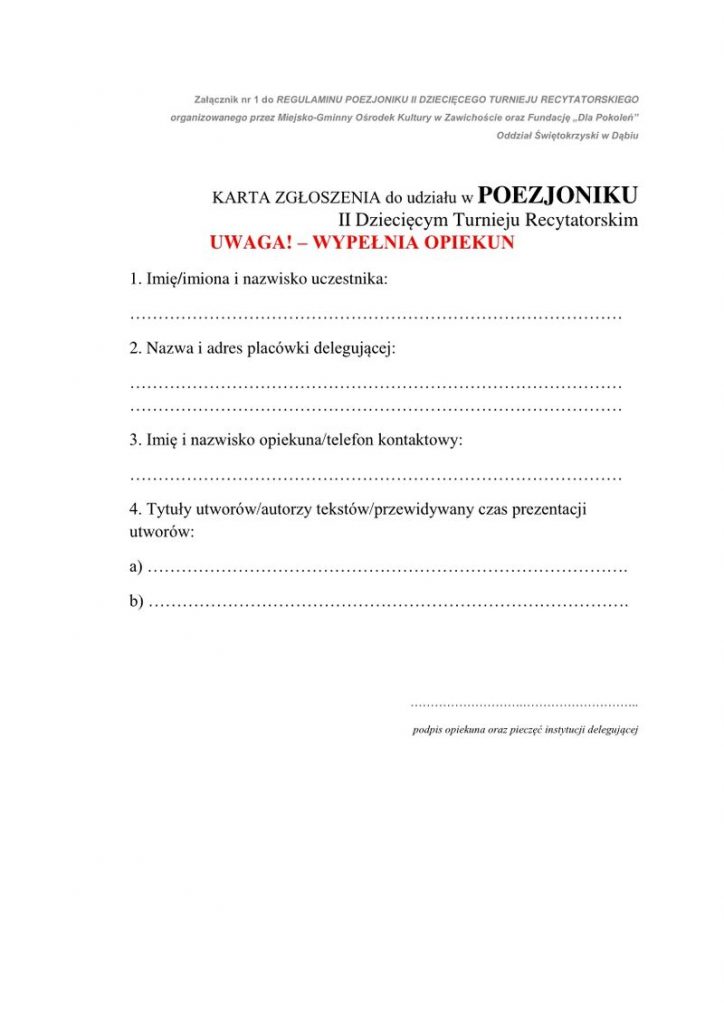 Załącznik nr 1 do REGULAMINU POEZJONIKU II DZIECIĘCEGO TURNIEJU RECYTATORSKIEGO
organizowanego przez Miejsko-Gminny Ośrodek Kultury w Zawichoście oraz Fundację „Dla Pokoleń”
Oddział Świętokrzyski w Dąbiu
KARTA ZGŁOSZENIA do udziału w POEZJONIKU
II Dziecięcym Turnieju Recytatorskim
UWAGA! – WYPEŁNIA OPIEKUN
1. Imię/imiona i nazwisko uczestnika:
……………………………………………………………………………
2. Nazwa i adres placówki delegującej:
……………………………………………………………………………
……………………………………………………………………………
3. Imię i nazwisko opiekuna/telefon kontaktowy:
……………………………………………………………………………
4. Tytuły utworów/autorzy tekstów/przewidywany czas prezentacji
utworów:
a) ………………………………………………………………………….
b) ………………………………………………………………………….
……………………….………………………..
podpis opiekuna oraz pieczęć instytucji delegującej